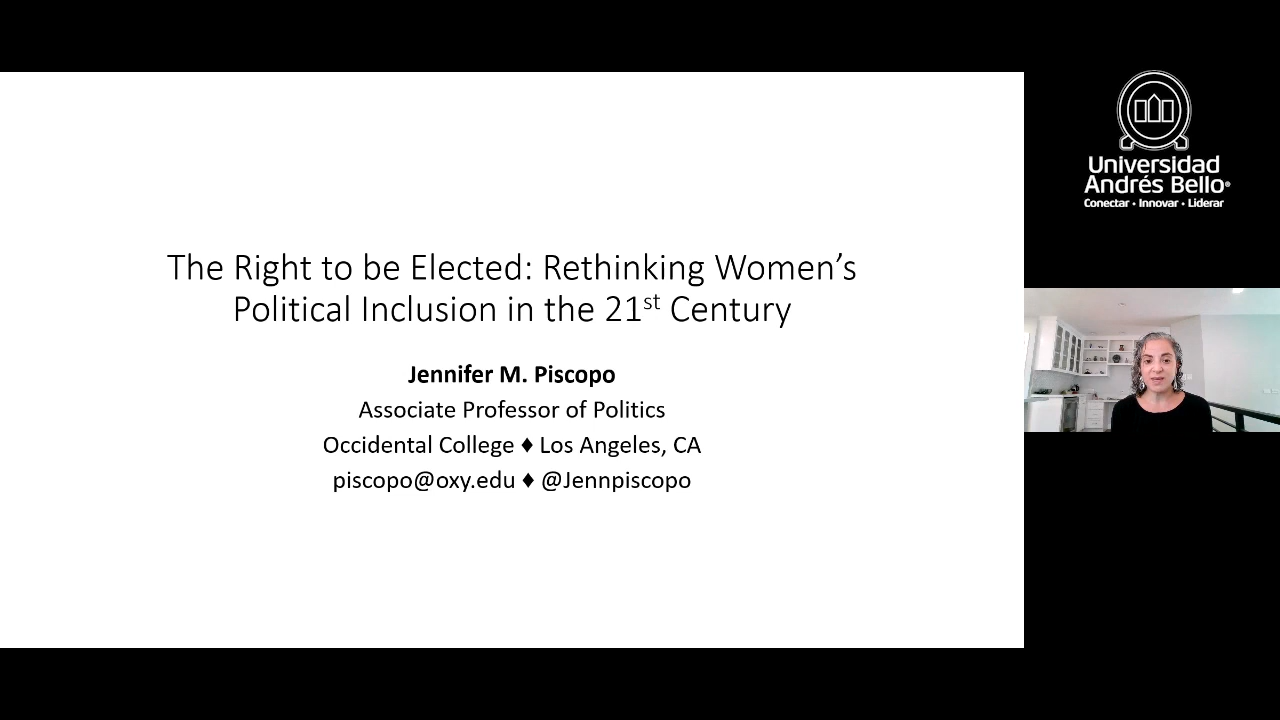 The Right to be Elected: Rethinking Women’s
Political Inclusion in the 21st Century
Jennifer M. Piscopo
Associate Professor of Politics
Occidental College ♦ Los Angeles, CA
piscopo@oxy.edu ♦ @Jennpiscopo
Universidad
Andrés Bello®
Conectar • Innovar • Liderar